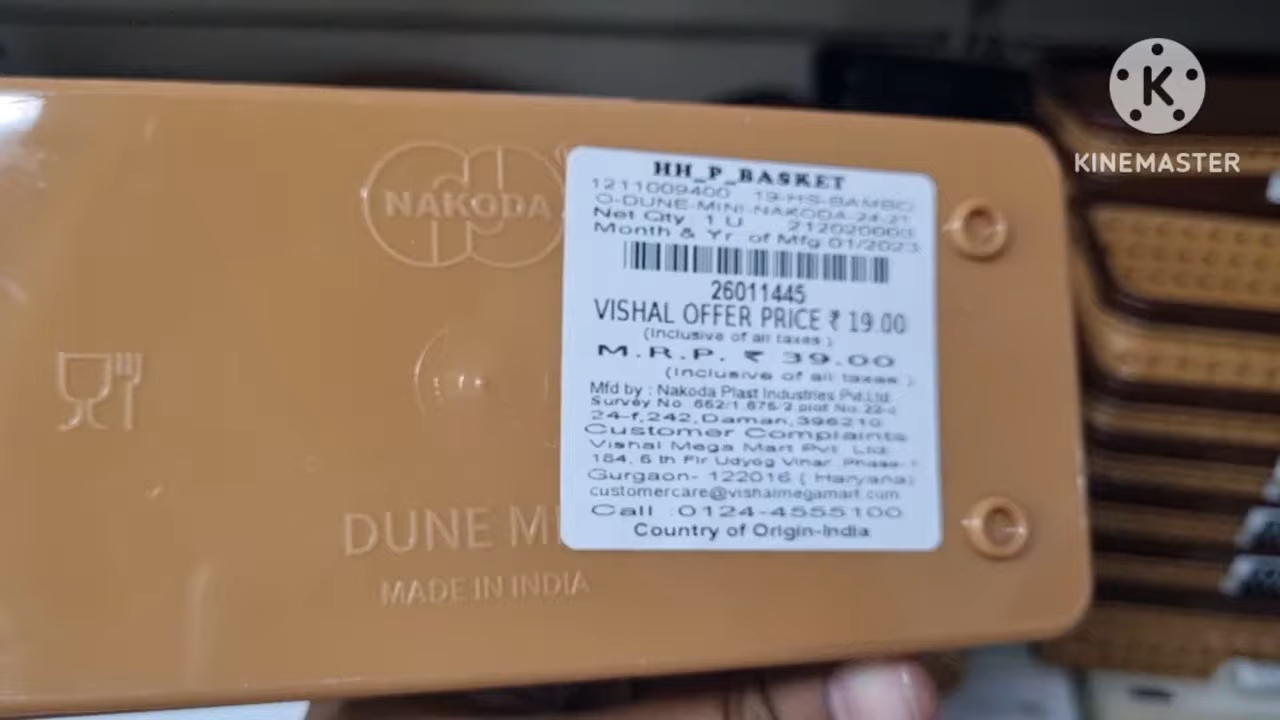 KINEMASTER
NAKODA
DUNE MI
MADE IN INDIA
HH_P_BASKET
1211009400 19-HS-BAMBO
O-DUNE-MINI-NAKODA-24-21
Net Qty. 1 U 212020003
Month & Yr. of Mfg 01/2023
26011445
VISHAL OFFER PRICE ₹ 19.00
(Inclusive of all taxes)
M.R.P. ₹ 39.00
(Inclusive of all taxes)
Mfd by : Nakoda Plast Industries Pvt.Ltd.
Survey No. 662/1,676/2,plot No.
24-f,242,Daman,396210
Customer Complaints
Vishal Mega Mart Pvt. Ltd.
184, 5 th Flr Udyog Vihar, Phase-1
Gurgaon- 122016 ( Haryana)
customercare@vishalmegamart.com
Call :0124-4555100
Country of Origin-India